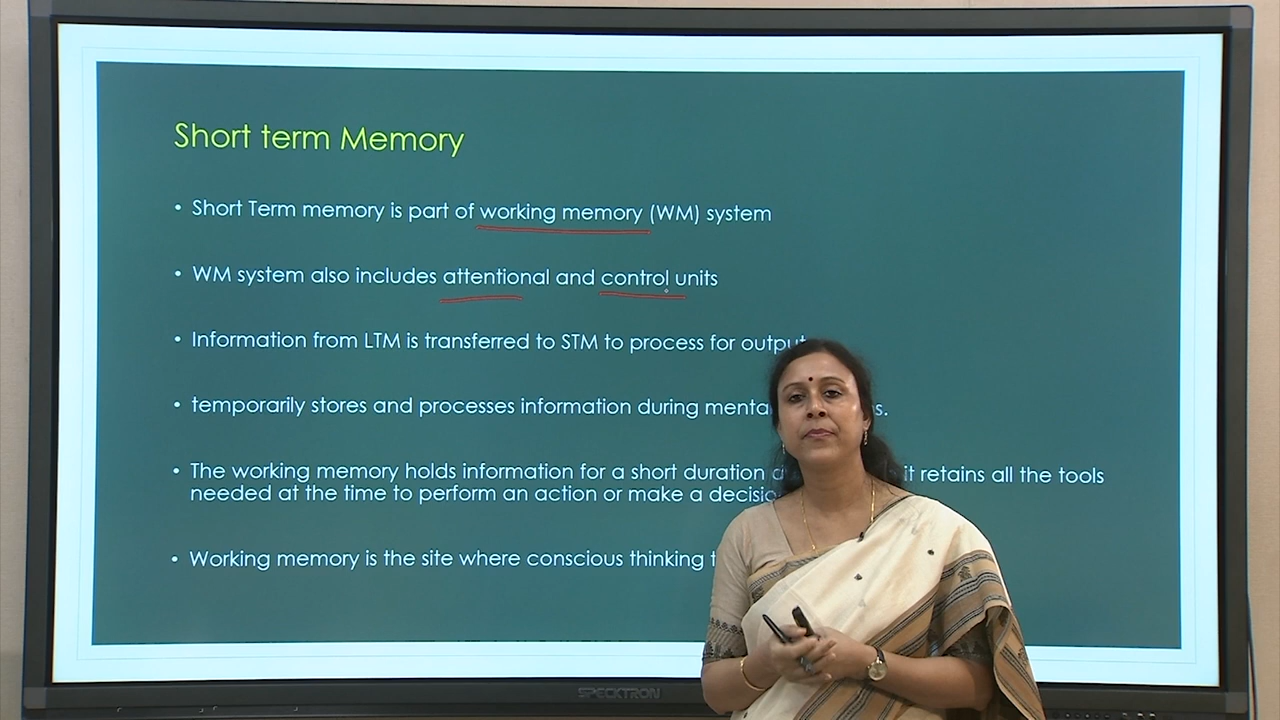 Short term Memory
• Short Term memory is part of working memory (WM) system
• WM system also includes attentional and control units
• Information from LTM is transferred to STM to process for output
• temporarily stores and processes information during
• The working memory holds information for a short duration it retains all the tools
needed at the time to perform an action or make a
• Working memory is the site where conscious thinking
SPECKTRON